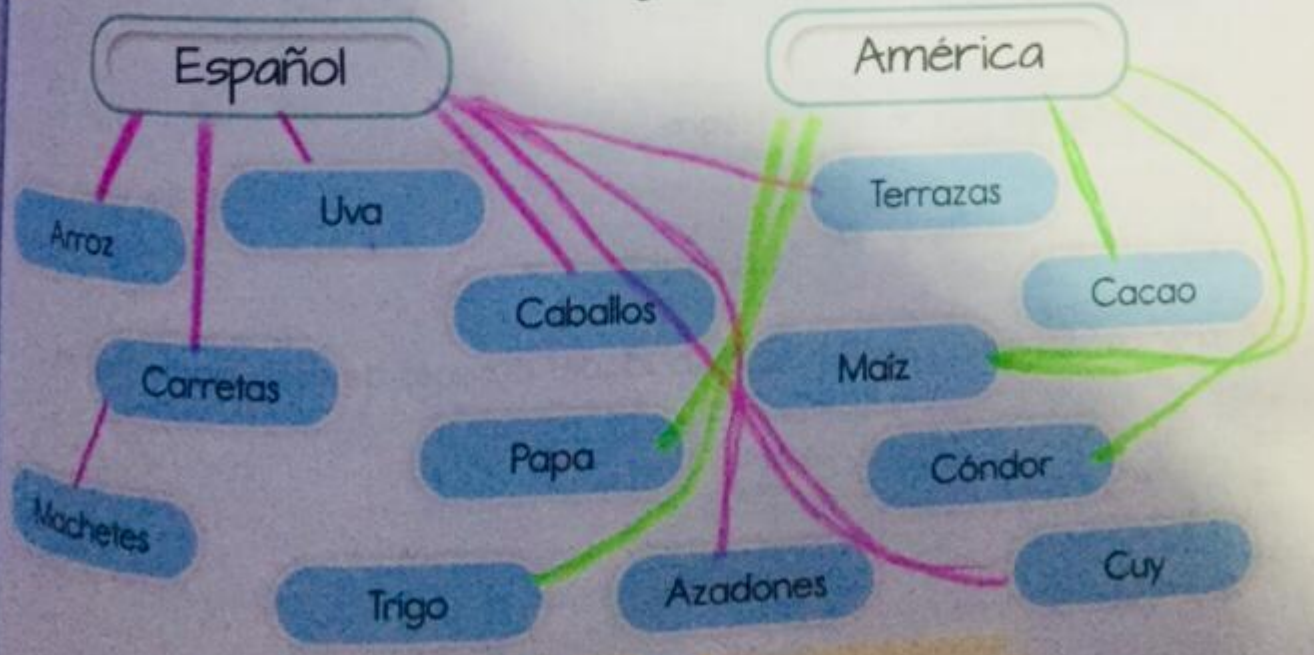 Español
América
Terrazas
Uva
Arroz
Cacao
Caballos
Maíz
Carretas
Papa
Cóndor
Machetes
Cuy
Azadones
Trigo